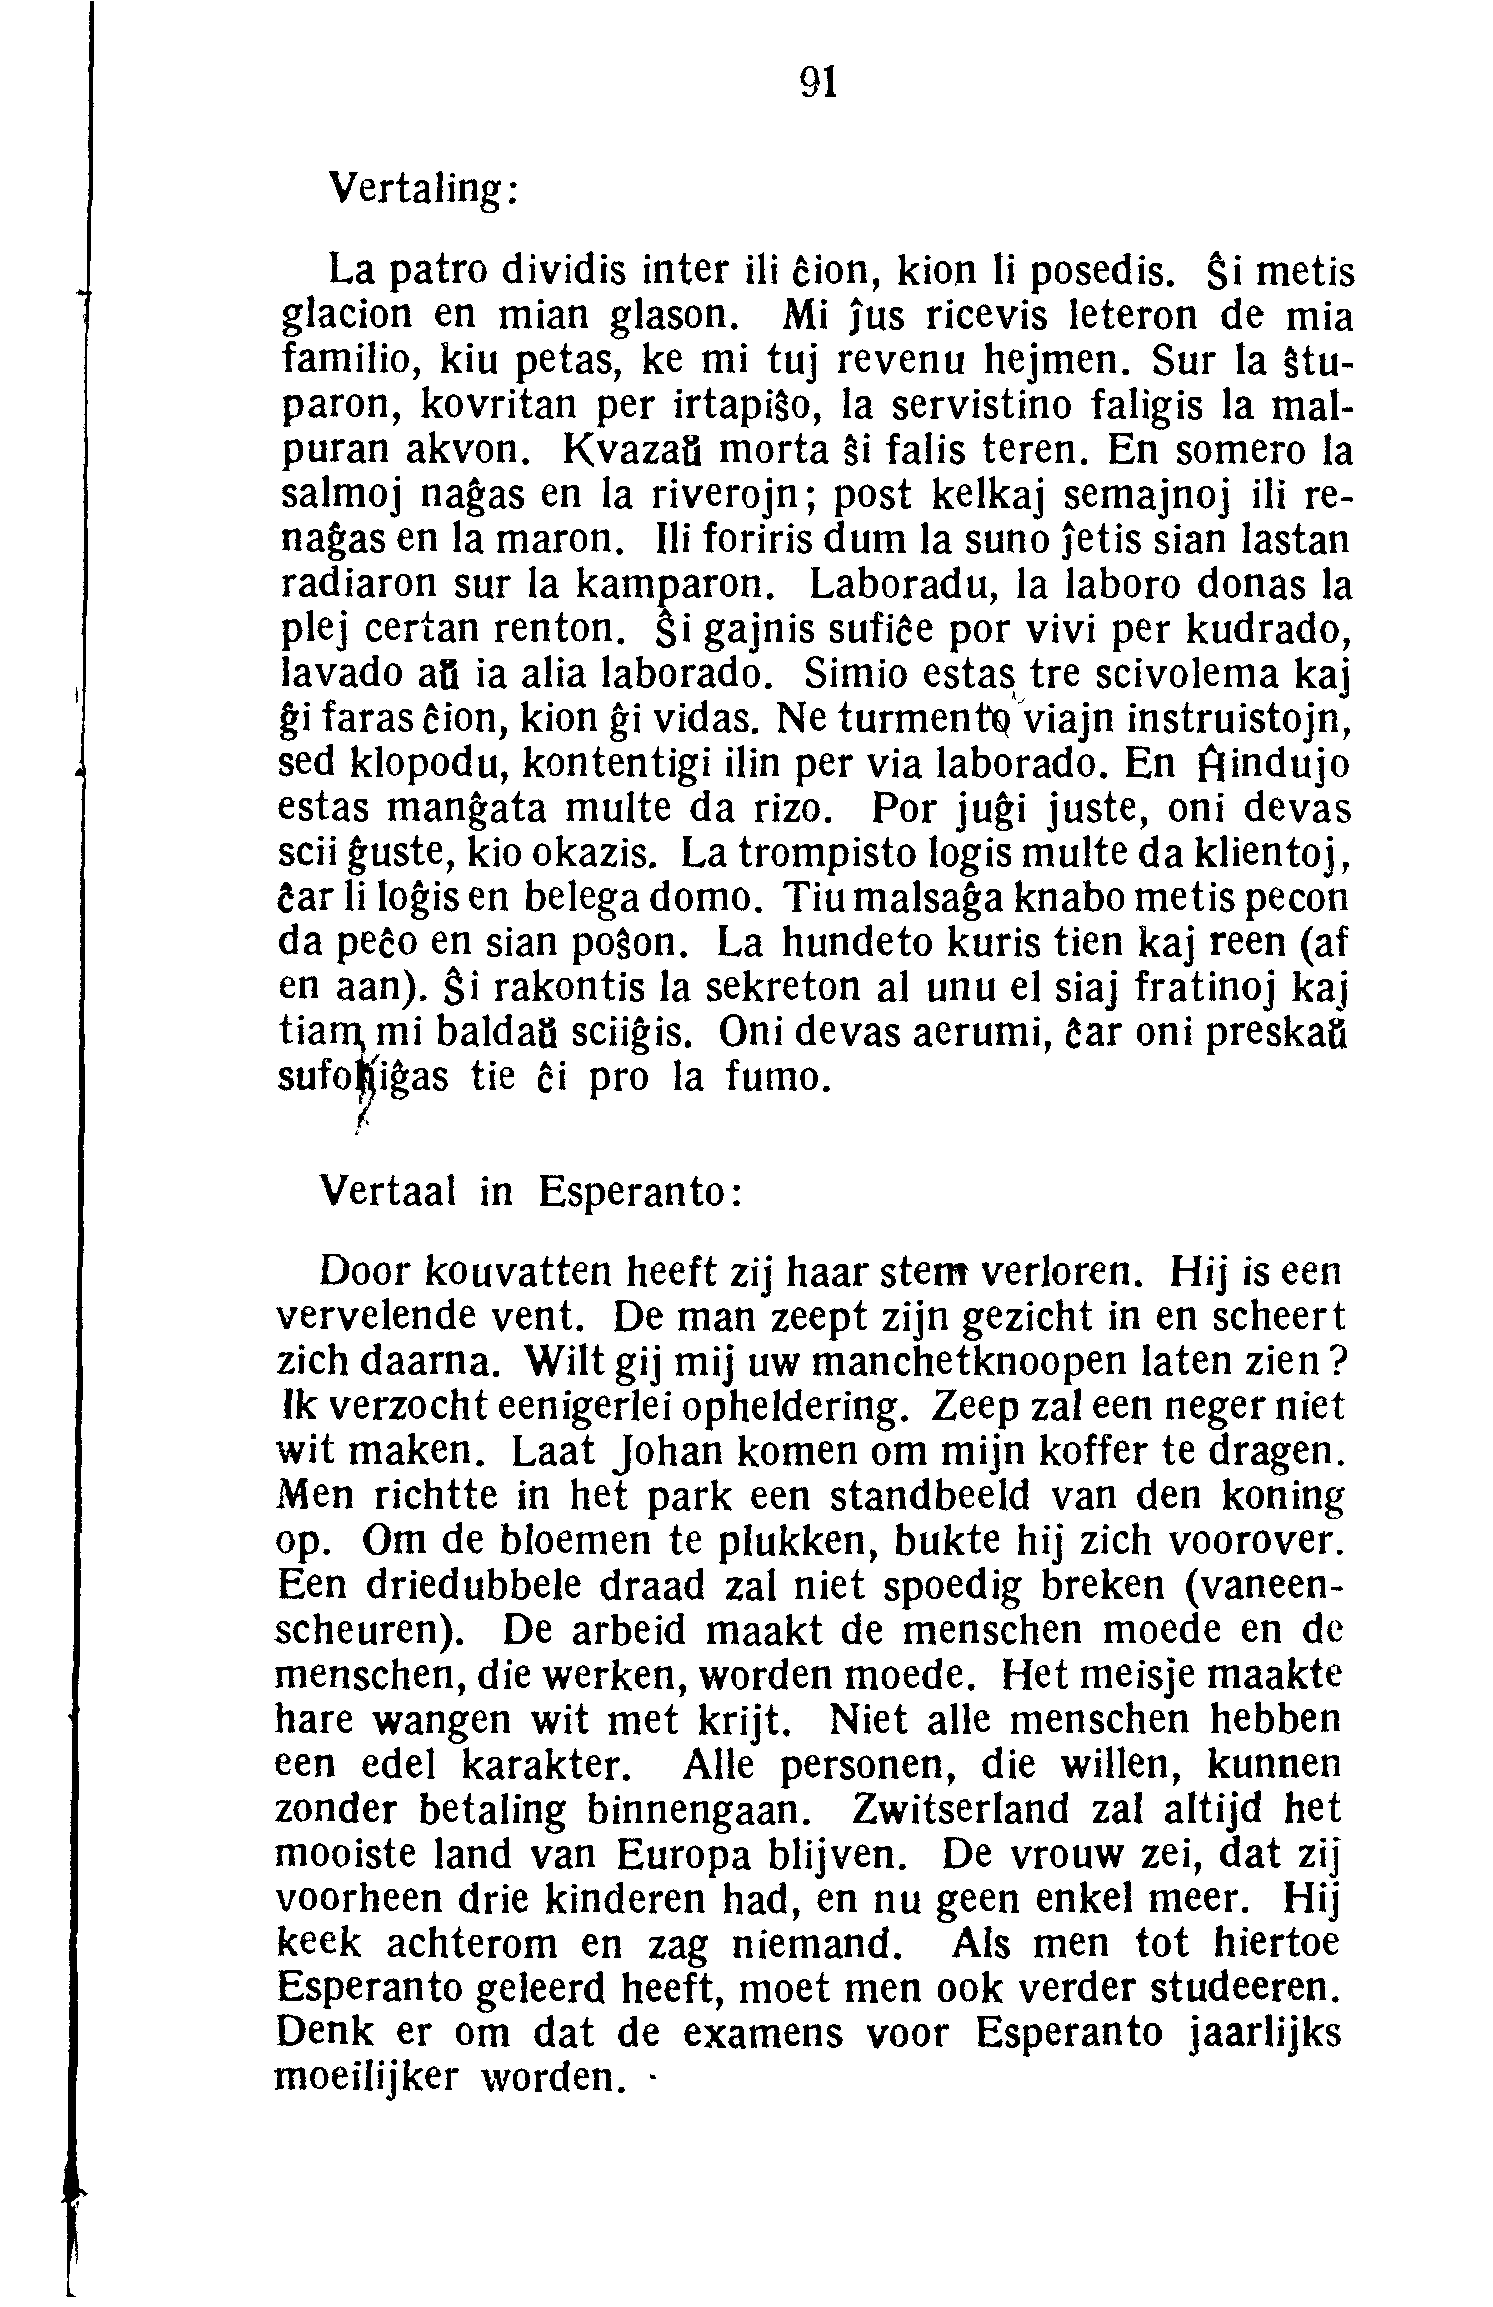 91
Vertaling:
La patro dividis inter ili ĉion, kion li posedis. Ŝi metis
glacion en mian glason. Mi ĵus ricevis leteron de mia
familio, kiu petas, ke mi tuj revenu hejmen. Sur la ŝtu-
paron, kovritan per irtapiŝo, la servistino faligis la mal-
puran akvon. Kvazaŭ morta ŝi falis teren. En somero la
salmoj naĝas en la riverojn; post kelkaj semajnoj ili re-
naĝas en la maron. Ili foriris dum la suno ĵetis sian lastan
radiaron sur la kamparon. Laboradu, la laboro donas la
plej certan renton. Ŝi gajnis sufiĉe por vivi per kudrado,
lavado aŭ ia alia laborado. Simio estas tre scivolema kaj
ĝi faras ĉion, kion ĝi vidas. Ne viajn instruistojn,
sed klopodu, kontentigi ilin per via laborado. En Ĥindujo
estas manĝata multe da rizo. Por juĝi juste, oni devas
scii ĝuste, kio okazis. La trompisto logis multe da klientoj,
ĉar li loĝis en belega domo. Tiu malsaĝa knabo metis pecon
da peĉo en sian poŝon. La hundeto kuris tien kaj reen (af
en aan). Ŝi rakontis la sekreton al unu el siaj fratinoj kaj
tiam mi baldaŭ sciiĝis. Oni devas aerumi, ĉar oni preskaŭ
tie ĉi pro la fumo.
Vertaal in Esperanto:
Door kouvatten heeft zij haar stem verloren. Hij is een
vervelende vent. De man zeept zijn gezicht in en scheert
zich daarna. Wilt gij mij uw manchetknoopen laten zien?
Ik verzocht eenigerlei opheldering. Zeep zal een neger niet
wit maken. Laat Johan komen om mijn koffer te dragen.
Men richtte in het park een standbeeld van den koning
op. Om de bloemen te plukken, bukte hij zich voorover.
Een driedubbele draad zal niet spoedig breken (vaneen-
scheuren). De arbeid maakt de menschen moede en de
menschen, die werken, worden moede. Het meisje maakte
hare wangen wit met krijt. Niet alle menschen hebben
een edel karakter. Alle personen, die willen, kunnen
zonder betaling binnengaan. Zwitserland zal altijd het
mooiste land van Europa blijven. De vrouw zei, dat zij
voorheen drie kinderen had, en nu geen enkel meer. Hij
keek achterom en zag niemand. Als men tot hiertoe
Esperanto geleerd heeft, moet men ook verder studeeren.
Denk er om dat de examens voor Esperanto jaarlijks
moeilijker worden.